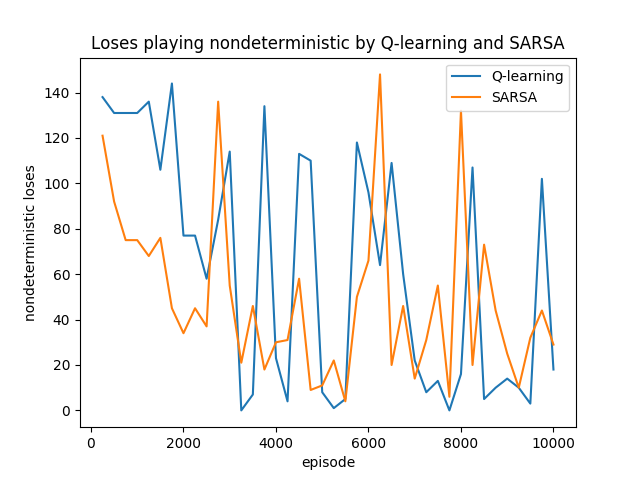 Loses playing nondeterministic by Q-learning and SARSA
Q-learning
SARSA
nondeterministic loses
140
120
100
80
60
40
20
0
0 2000 4000 6000 8000 10000
episode